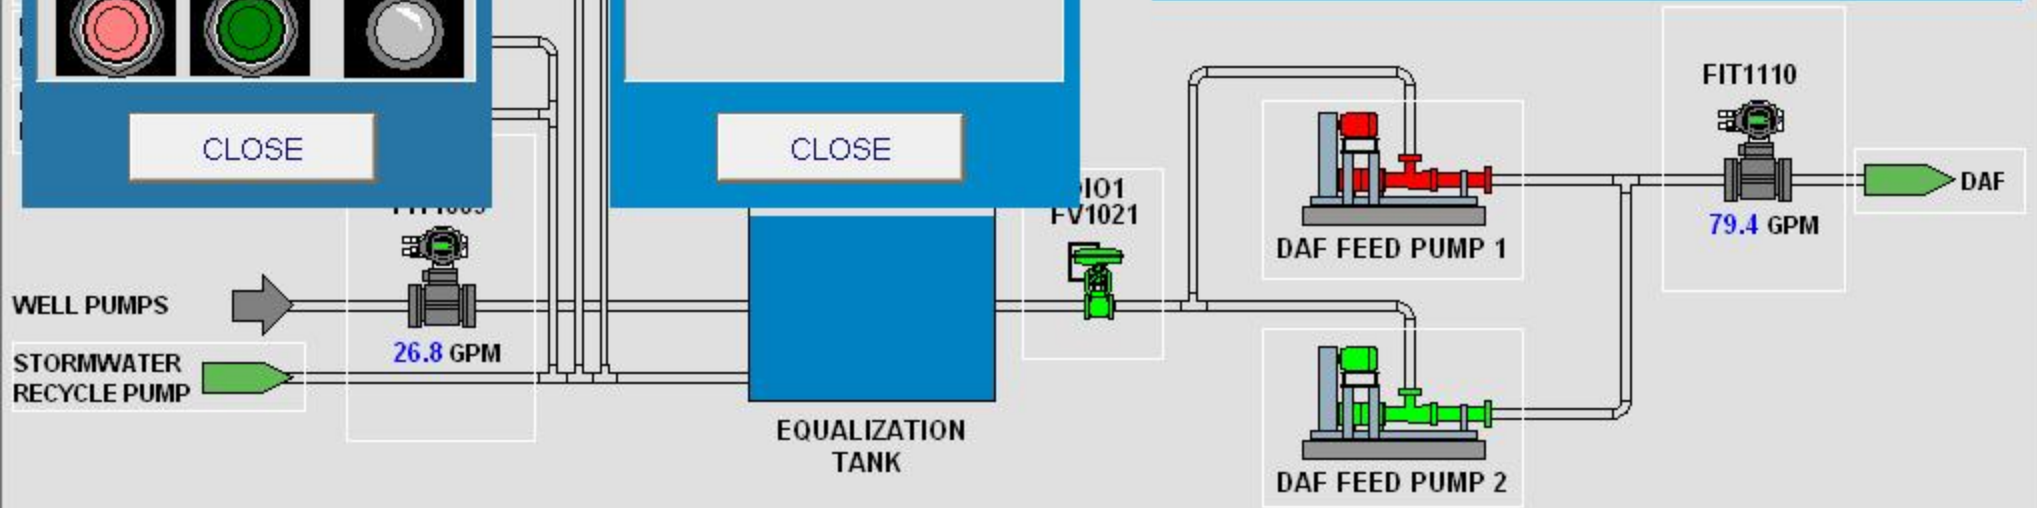 CLOSE
CLOSE
FIT1110
DAF
79.4 GPM
FV1021
DAF FEED PUMP 1
WELL PUMPS
26.8 GPM
STORMWATER
RECYCLE PUMP
EQUALIZATION
TANK
DAF FEED PUMP 2